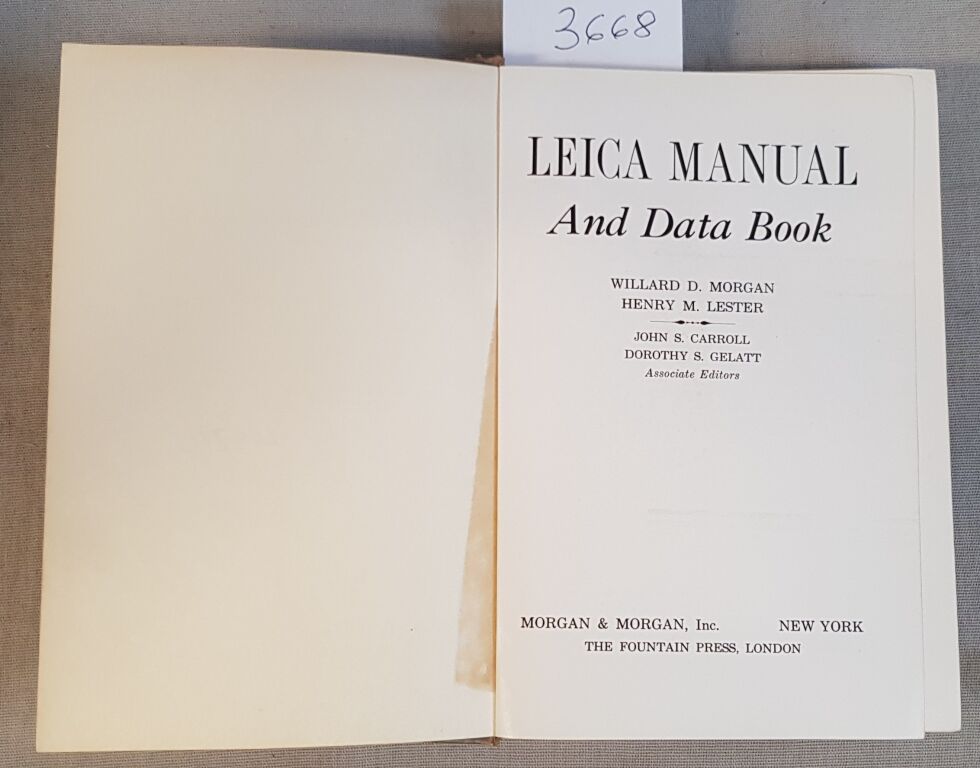 3668
LEICA MANUAL
And Data Book
WILLARD D. MORGAN
HENRY M. LESTER
JOHN S. CARROLL
DOROTHY S. GELATT
Associate Editors
MORGAN & MORGAN, Inc. NEW YORK
THE FOUNTAIN PRESS, LONDON